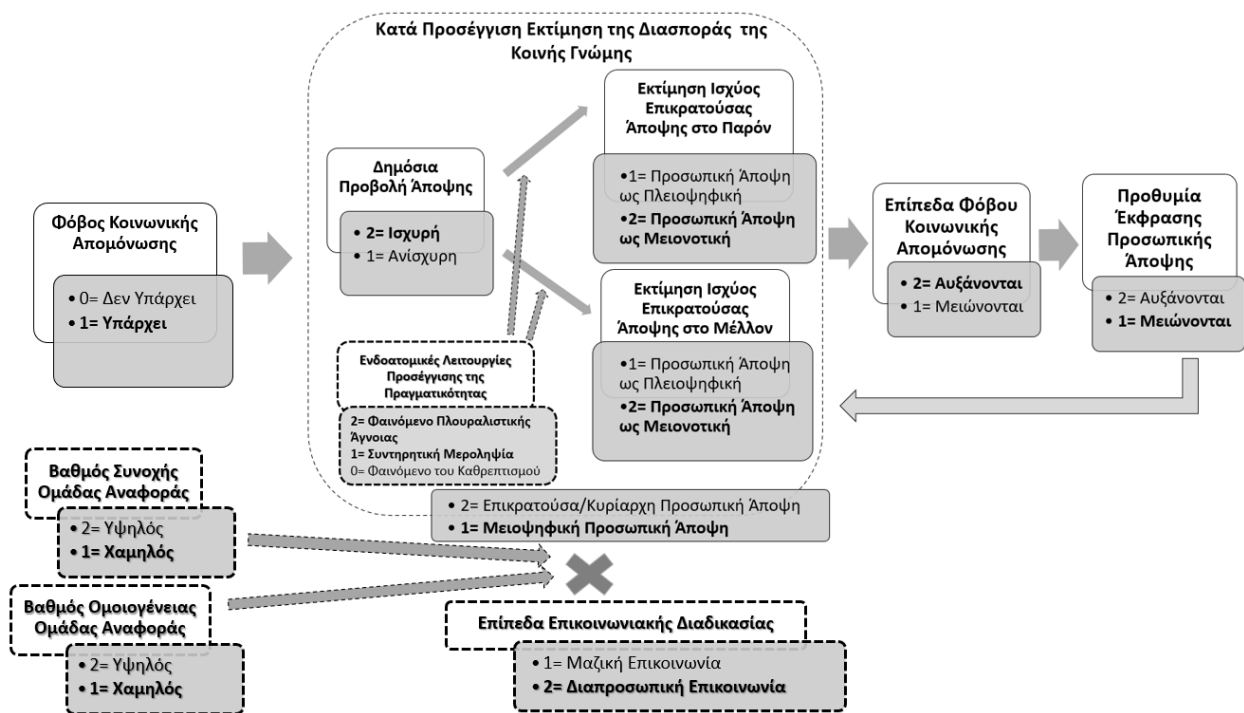 Κατά Προσέγγιση Εκτίμηση της Διασποράς της
Κοινής Γνώμης
Φόβος Κοινωνικής
Απομόνωσης
• 0= Δεν Υπάρχει
• 1= Υπάρχει
Δημόσια
Προβολή Άποψης
• 2= Ισχυρή
• 1= Ανίσχυρη
Ενδοατομικές Λειτουργίες
Προσέγγισης της
Πραγματικότητας
2= Φαινόμενο Πλουραλιστικής
Άγνοιας
1= Συντηρητική Μεροληψία
0= Φαινόμενο του Καθρεπτισμού
Εκτίμηση Ισχύος
Επικρατούσας
Άποψης στο Παρόν
•1= Προσωπική Άποψη
ως Πλειοψηφική
•2= Προσωπική Άποψη
ως Μειονοτική
Εκτίμηση Ισχύος
Επικρατούσας
Άποψης στο Μέλλον
•1= Προσωπική Άποψη
ως Πλειοψηφική
•2= Προσωπική Άποψη
ως Μειονοτική
Επίπεδα Φόβου
Κοινωνικής
Απομόνωσης
• 2= Αυξάνονται
• 1= Μειώνονται
Προθυμία
Έκφρασης
Προσωπικής
Άποψης
• 2= Αυξάνονται
• 1= Μειώνονται
• 2= Επικρατούσα/Κυρίαρχη Προσωπική Άποψη
• 1= Μειοψηφική Προσωπική Άποψη
Βαθμός Συνοχής
Ομάδας Αναφοράς
• 2= Υψηλός
• 1= Χαμηλός
Βαθμός Ομοιογένειας
Ομάδας Αναφοράς
• 2= Υψηλός
• 1= Χαμηλός
Επίπεδα Επικοινωνιακής Διαδικασίας
• 1= Μαζική Επικοινωνία
• 2= Διαπροσωπική Επικοινωνία